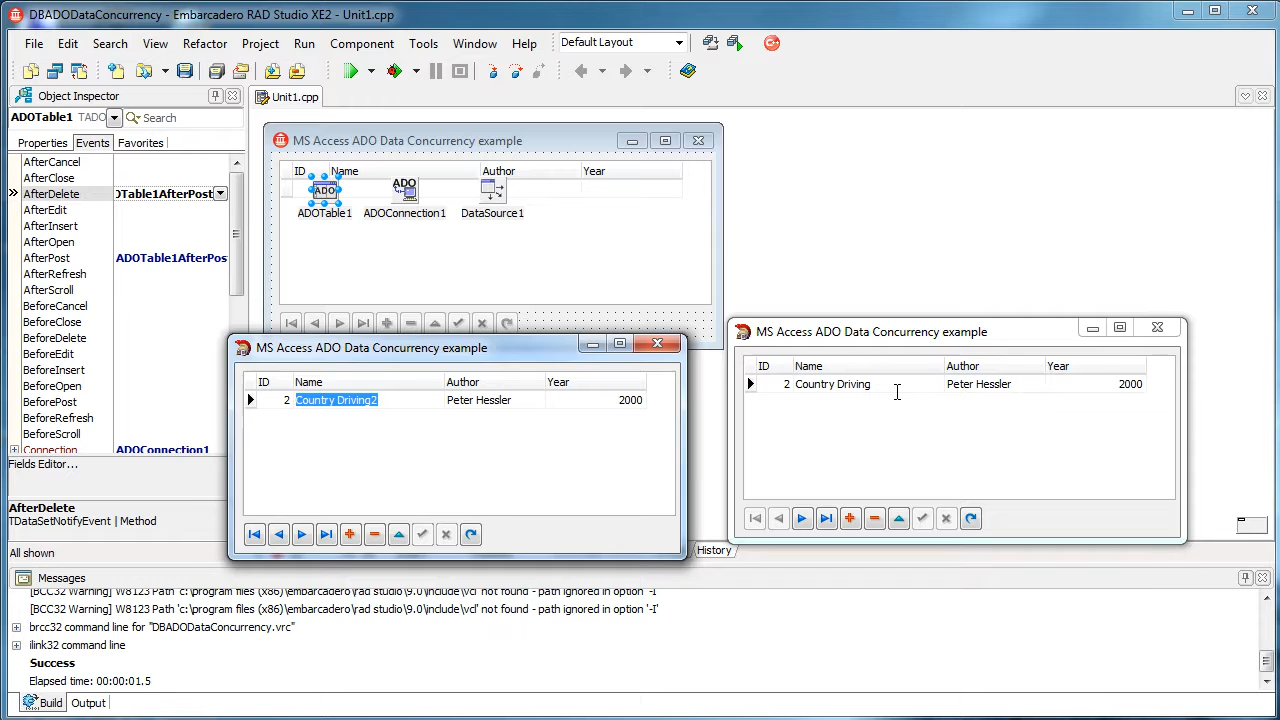 DBADODataConcurrency - Embarcadero RAD Studio XE2 - Unit1.cpp
File Edit Search View Refactor Project Run Component Tools Window Help Default Layout
Object Inspector
Unit1.cpp
ADOTable1 TADO Search
Properties Events Favorites
AfterCancel
AfterClose
AfterDelete OTable1AfterPost
AfterEdit
AfterInsert
AfterOpen
AfterPost ADOTable1AfterPos
AfterRefresh
AfterScroll
BeforeCancel
BeforeClose
BeforeDelete
BeforeEdit
BeforeInsert
BeforeOpen
BeforePost
BeforeRefresh
BeforeScroll
Connection ADOConnection1
Fields Editor...
AfterDelete
TDataSetNotifyEvent | Method
All shown
MS Access ADO Data Concurrency example
ID Name Author Year
ADO ADO
ADOTable1 ADOConnection1 DataSource1
MS Access ADO Data Concurrency example
ID Name Author Year
2 Country Driving2 Peter Hessler 2000
MS Access ADO Data Concurrency example
ID Name Author Year
2 Country Driving Peter Hessler 2000
History
Messages
[BCC32 Warning] W8123 Path 'c:\program files (x86)\embarcadero\rad studio\9.0\include\vcl' not found - path ignored in option '-I'
[BCC32 Warning] W8123 Path 'c:\program files (x86)\embarcadero\rad studio\9.0\include\vcl' not found - path ignored in option '-I'
brcc32 command line for "DBADODataConcurrency.vrc"
ilink32 command line
Success
Elapsed time: 00:00:01.5
Build Output